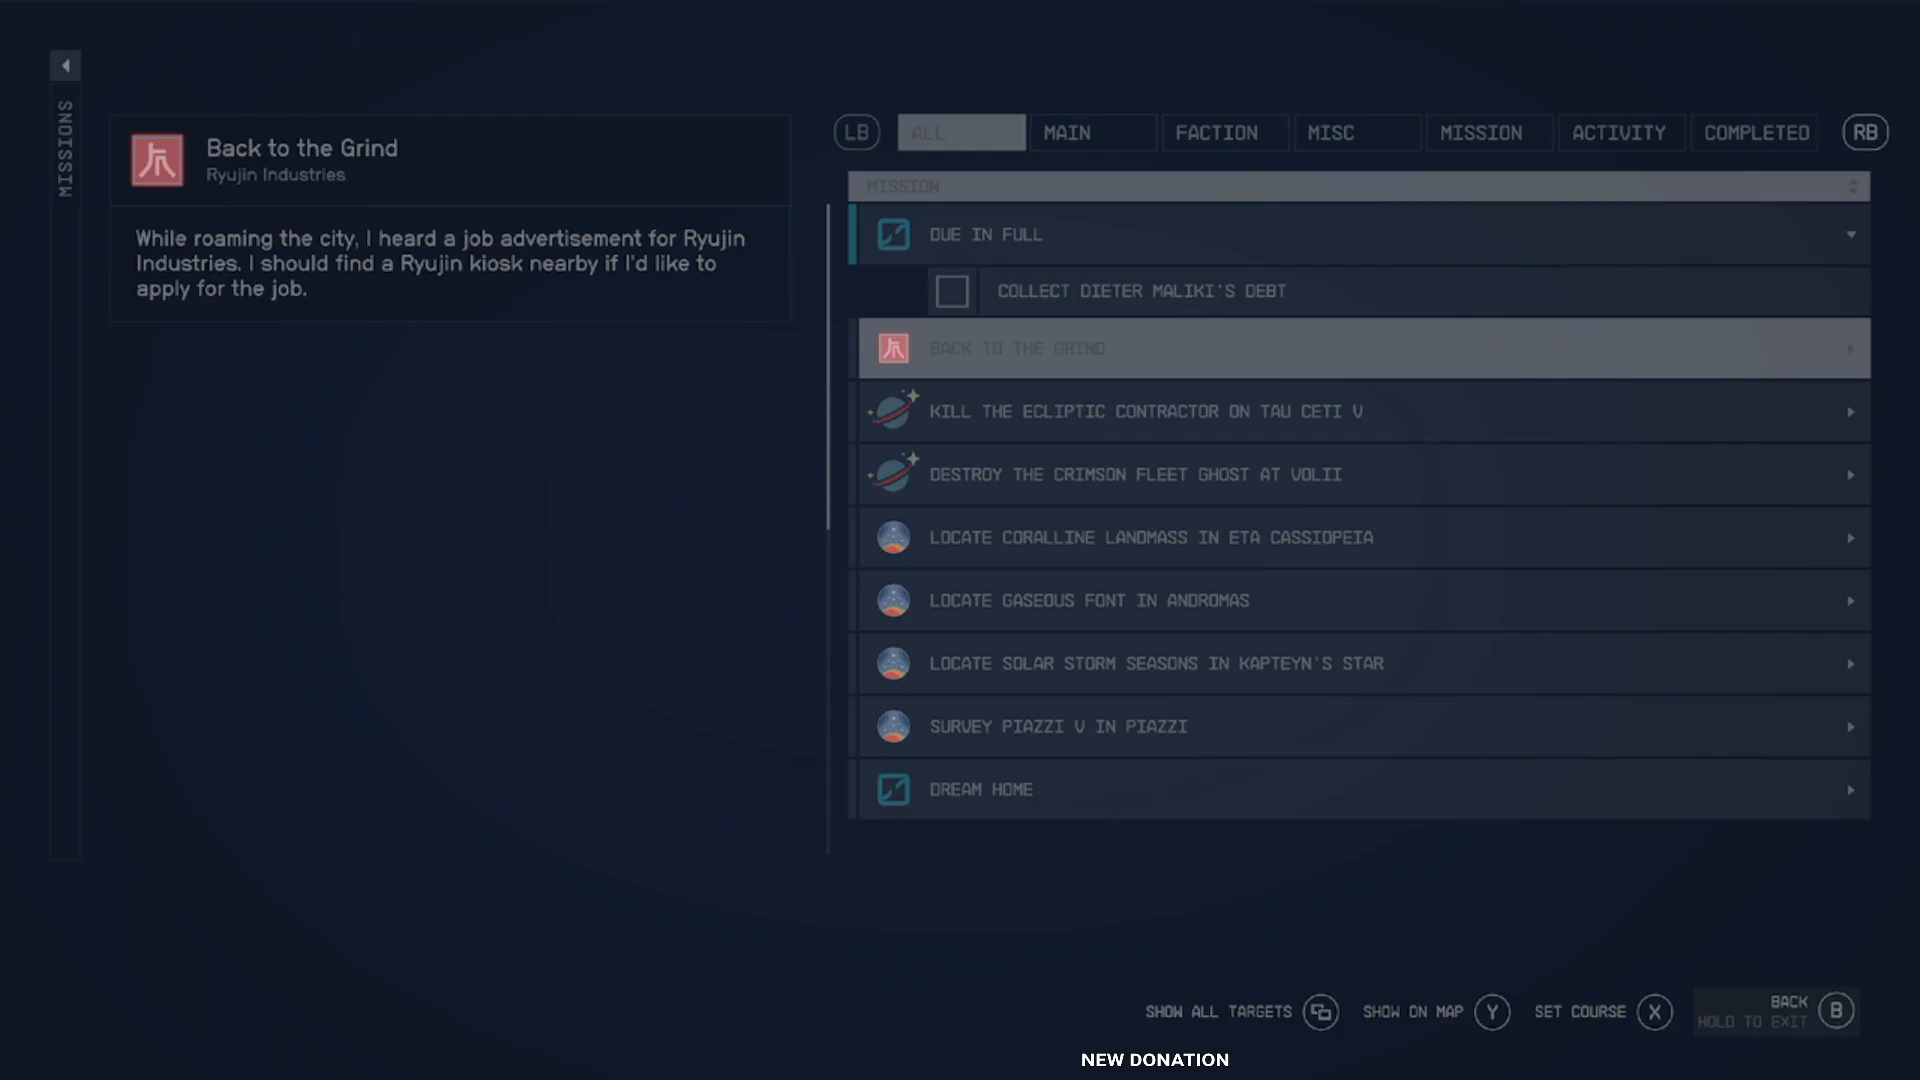 MISSIONS
Back to the Grind
Ryujin Industries
While roaming the city, I heard a job advertisement for Ryujin
Industries. I should find a Ryujin kiosk nearby if I'd like to
apply for the job.
LB ALL MAIN FACTION MISC MISSION ACTIVITY COMPLETED RB
MISSION
DUE IN FULL
COLLECT DIETER MALIKI'S DEBT
BACK TO THE GRIND
KILL THE ECLIPTIC CONTRACTOR ON TAU CETI V
DESTROY THE CRIMSON FLEET GHOST AT VOLII
LOCATE CORALLINE LANDMASS IN ETA CASSIOPEIA
LOCATE GASEOUS FONT IN ANDROMAS
LOCATE SOLAR STORM SEASONS IN KAPTEYN'S STAR
SURVEY PIAZZI V IN PIAZZI
DREAM HOME
SHOW ALL TARGETS SHOW ON MAP Y SET COURSE X BACK B
HOLD TO EXIT
NEW DONATION